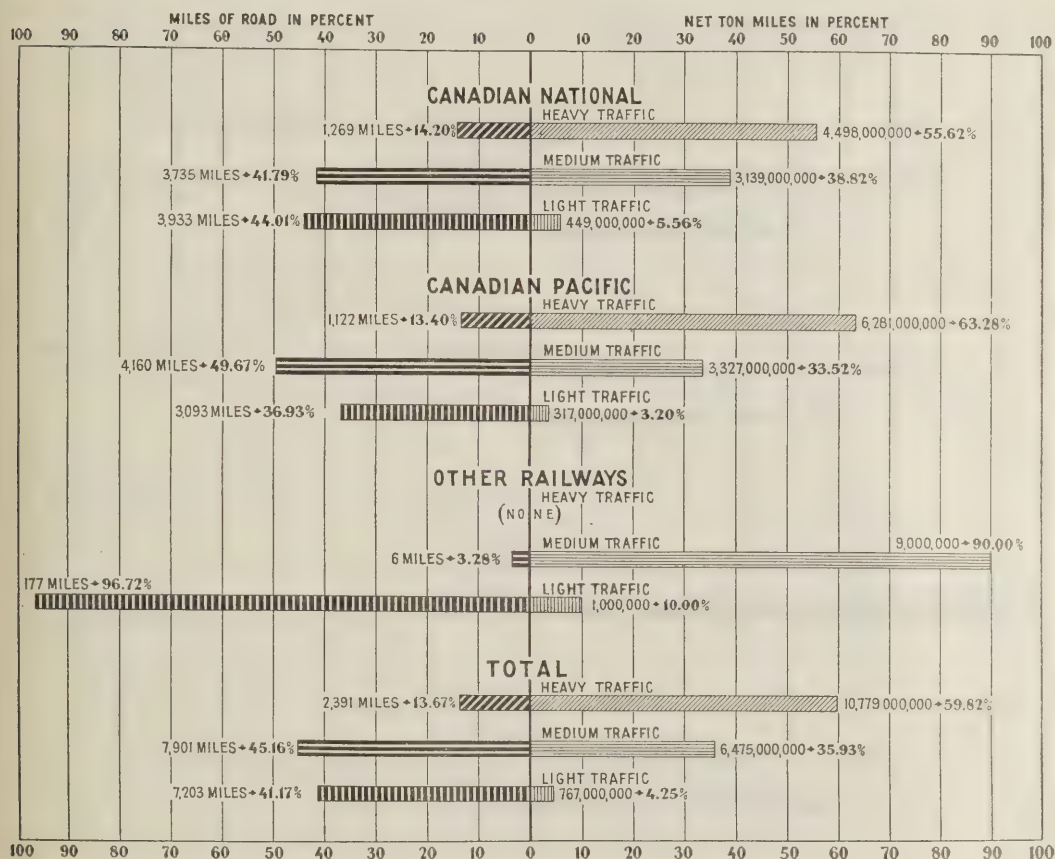 MILES OF ROAD IN PERCENT NET TON MILES IN PERCENT
100 90 80 70 60 50 40 30 20 10 0 10 20 30 40 50 60 70 80 90 100
CANADIAN NATIONAL
HEAVY TRAFFIC
1,269 MILES+14.20% 4,498,000,000+55.62%
MEDIUM TRAFFIC
3,735 MILES+41.79% 3,139,000,000+38.82%
LIGHT TRAFFIC
3,933 MILES+44.01% 449,000,000+5.56%
CANADIAN PACIFIC
HEAVY TRAFFIC
1,122 MILES+13.40% 6,281,000,000+63.28%
MEDIUM TRAFFIC
4,160 MILES+49.67% 3,327,000,000+33.52%
LIGHT TRAFFIC
3,093 MILES+36.93% 317,000,000+3.20%
OTHER RAILWAYS
HEAVY TRAFFIC
(NONE)
MEDIUM TRAFFIC 9,000,000+90.00%
6 MILES+3.28%
177 MILES+96.72%
LIGHT TRAFFIC
1,000,000+10.00%
TOTAL
HEAVY TRAFFIC
2,391 MILES+13.67% 10,779,000,000+59.82%
MEDIUM TRAFFIC
7,901 MILES+45.16% 6,475,000,000+35.93%
LIGHT TRAFFIC
7,203 MILES+41.17% 767,000,000+4.25%
100 90 80 70 60 50 40 30 20 10 0 10 20 30 40 50 60 70 80 90 100